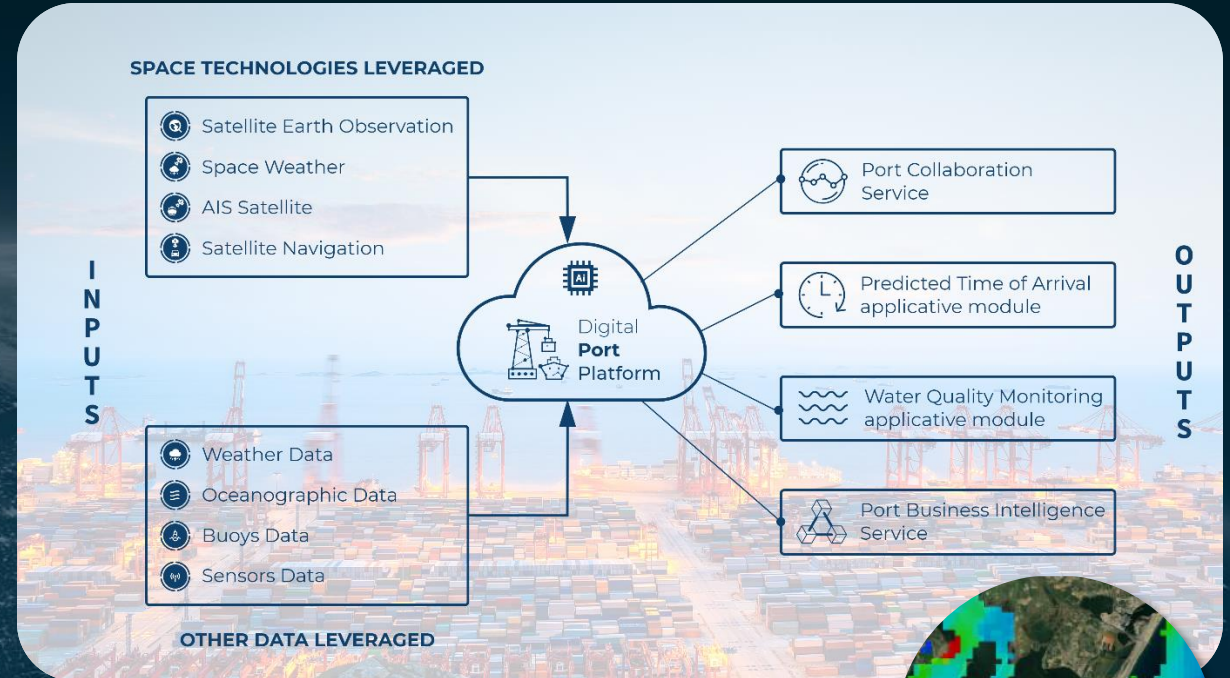 SPACE TECHNOLOGIES LEVERAGED
Satellite Earth Observation
Space Weather
AIS Satellite
Satellite Navigation
INPUTS
Weather Data
Oceanographic Data
Buoys Data
Sensors Data
OTHER DATA LEVERAGED
AI
Digital
Port
Platform
Port Collaboration
Service
Predicted Time of Arrival
applicative module
Water Quality Monitoring
applicative module
Port Business Intelligence
Service
OUTPUTS